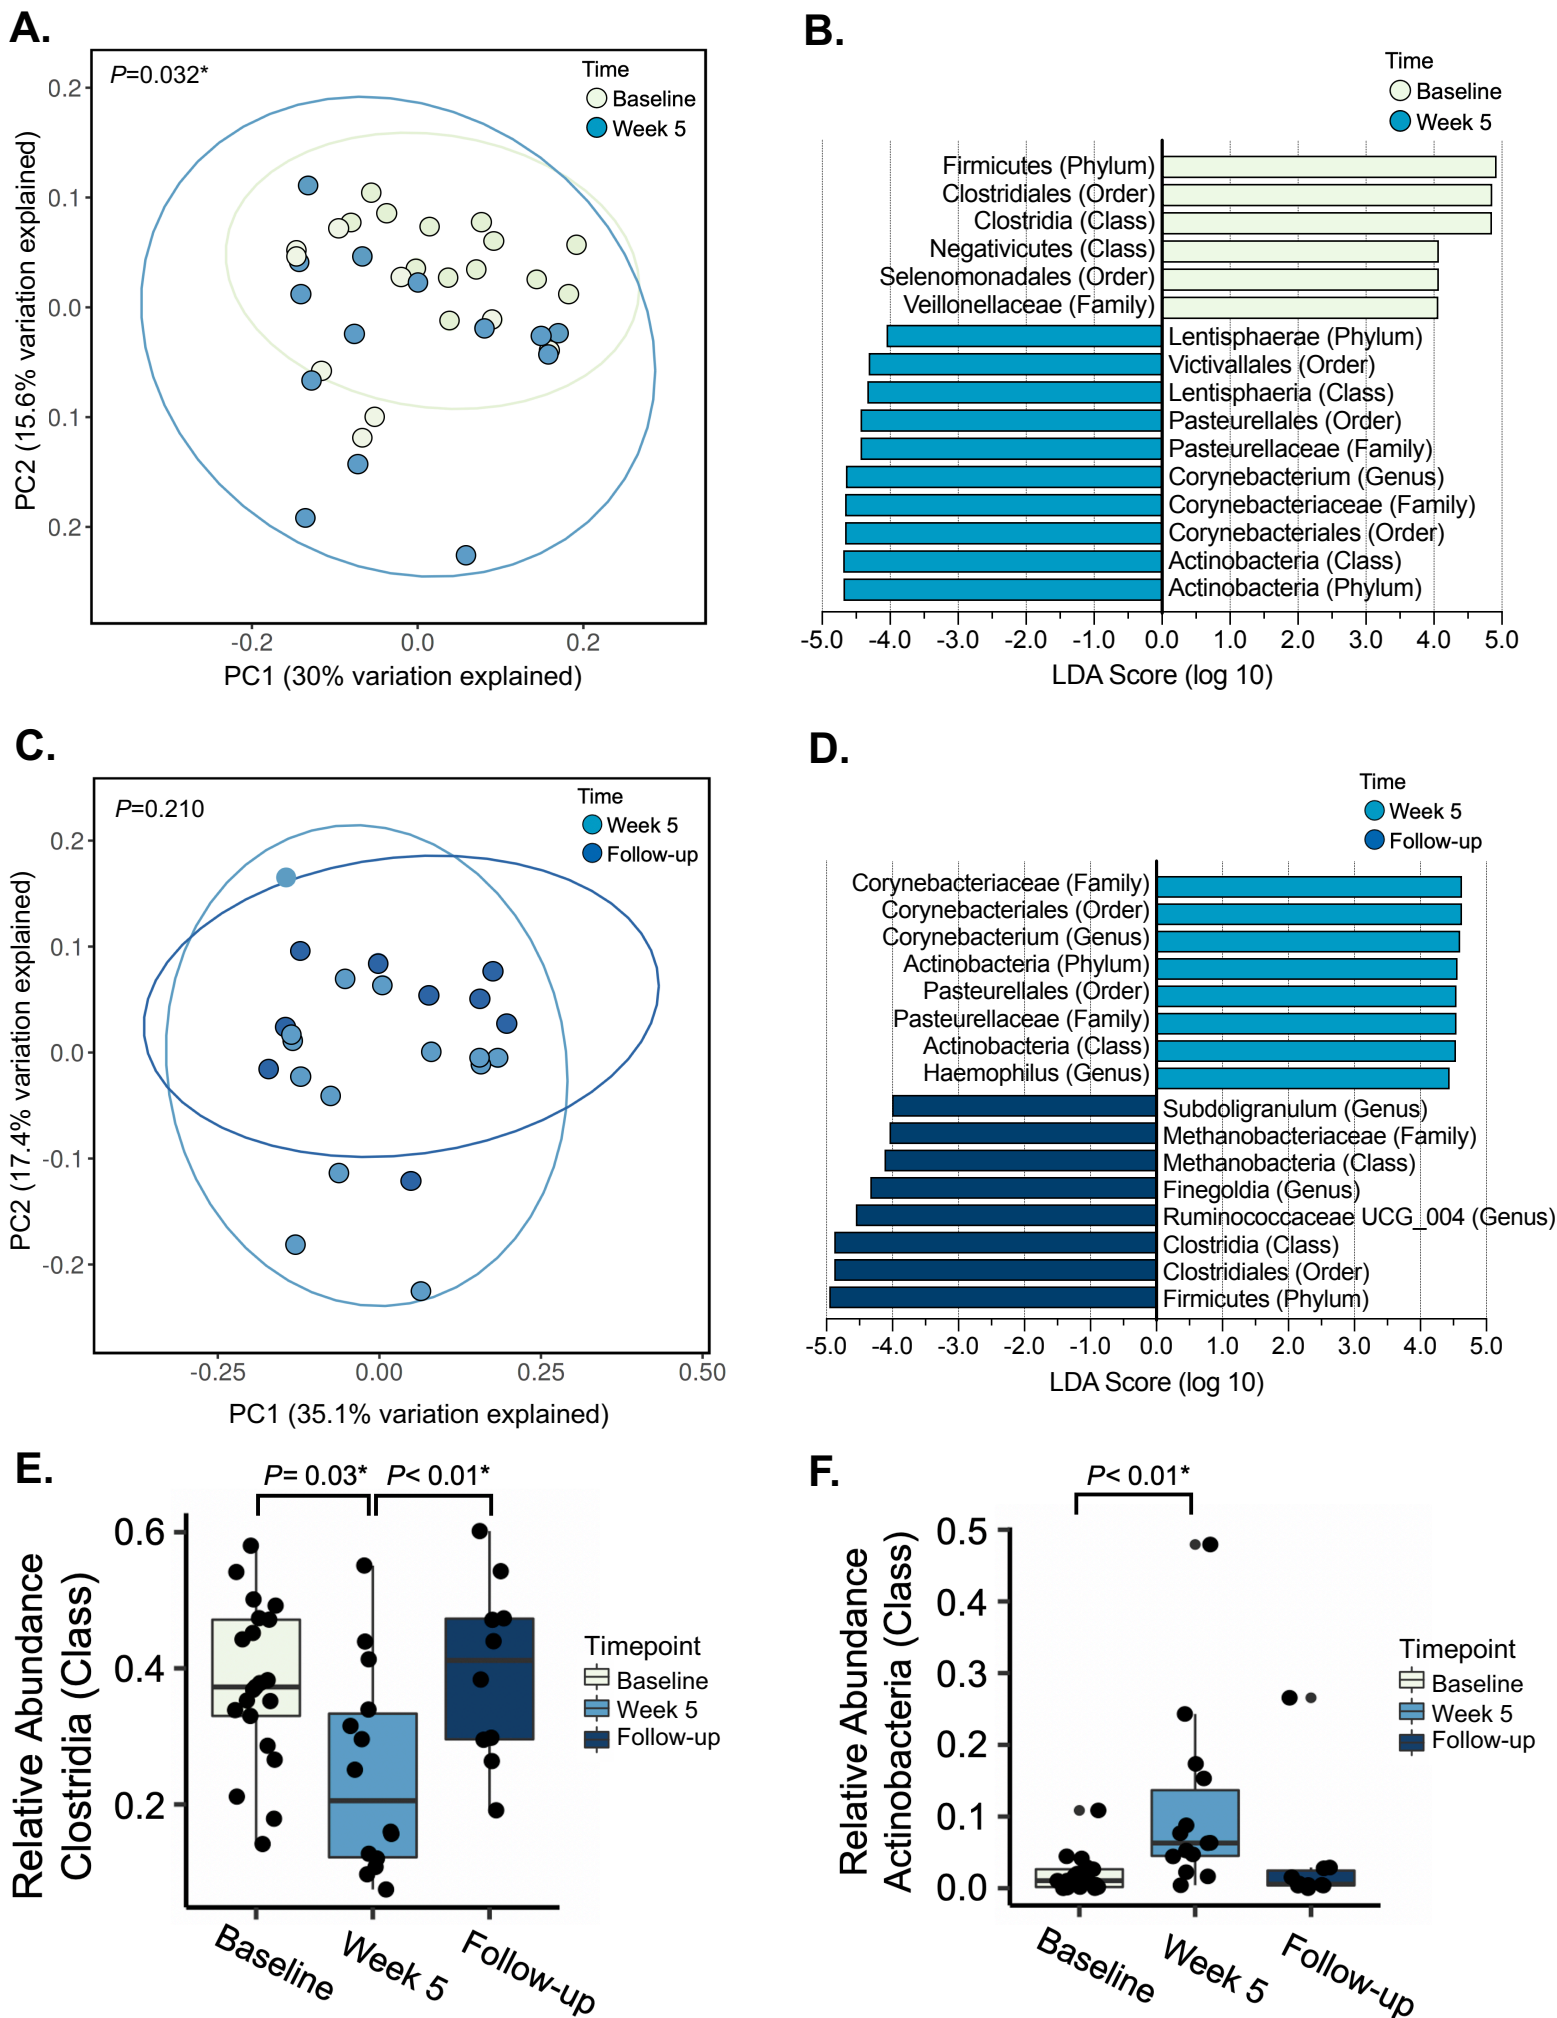 A.
P=0.032*
Time
Baseline
Week 5
0.2
0.1
0.0
0.1
0.2
PC2 (15.6% variation explained)
-0.2
0.0
0.2
PC1 (30% variation explained)
B.
Time
Baseline
Week 5
Firmicutes (Phylum)
Clostridiales (Order)
Clostridia (Class)
Negativicutes (Class)
Selenomonadales (Order)
Veillonellaceae (Family)
Lentisphaerae (Phylum)
Victivallales (Order)
Lentisphaeria (Class)
Pasteurellales (Order)
Pasteurellaceae (Family)
Corynebacterium (Genus)
Corynebacteriaceae (Family)
Corynebacteriales (Order)
Actinobacteria (Class)
Actinobacteria (Phylum)
-5.0 -4.0 -3.0 -2.0 -1.0 0.0 1.0 2.0 3.0 4.0 5.0
LDA Score (log 10)
C.
P=0.210
Time
Week 5
Follow-up
0.2
0.1
0.0
-0.1
-0.2
PC2 (17.4% variation explained)
-0.25
0.00
0.25
0.50
PC1 (35.1% variation explained)
D.
Time
Week 5
Follow-up
Corynebacteriaceae (Family)
Corynebacteriales (Order)
Corynebacterium (Genus)
Actinobacteria (Phylum)
Pasteurellales (Order)
Pasteurellaceae (Family)
Actinobacteria (Class)
Haemophilus (Genus)
Subdoligranulum (Genus)
Methanobacteriaceae (Family)
Methanobacteria (Class)
Finegoldia (Genus)
Ruminococcaceae UCG_004 (Genus)
Clostridia (Class)
Clostridiales (Order)
Firmicutes (Phylum)
-5.0 -4.0 -3.0 -2.0 -1.0 0.0 1.0 2.0 3.0 4.0 5.0
LDA Score (log 10)
E.
P= 0.03* P< 0.01*
0.6
0.4
0.2
Relative Abundance
Clostridia (Class)
Baseline
Week 5
Follow-up
Timepoint
Baseline
Week 5
Follow-up
F.
P< 0.01*
0.5
0.4
0.3
0.2
0.1
0.0
Relative Abundance
Actinobacteria (Class)
Baseline
Week 5
Follow-up
Timepoint
Baseline
Week 5
Follow-up